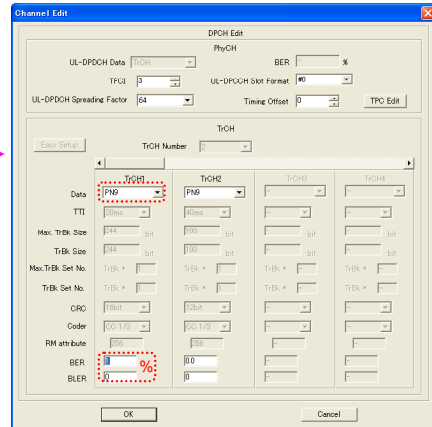 Channel Edit
DPCH Edit
PhyCH
UL-DPDCH Data TrCH BER - %
TFCI 3 UL-DPCCH Slot Format #0
UL-DPDCH Spreading Factor 64 Timing Offset 0 TPC Edit
TrCH
Easy Setup TrCH Number 2
TrCH1 TrCH2 TrCH3 TrCH4
Data PN9 PN9 - -
TTI 20ms 40ms - -
Max. TrBk Size 244 bit 100 bit - bit - bit
TrBk Size 244 bit 100 bit - bit - bit
Max.TrBk Set No. TrBk * 1 TrBk * 1 TrBk * - TrBk * -
TrBk Set No. TrBk * 1 TrBk * 1 TrBk * - TrBk * -
CRC 16bit 12bit - -
Coder CC 1/3 CC 1/3 - -
RM attribute 256 256 - -
BER % 0.0 - -
BLER 0 0 - -
OK Cancel